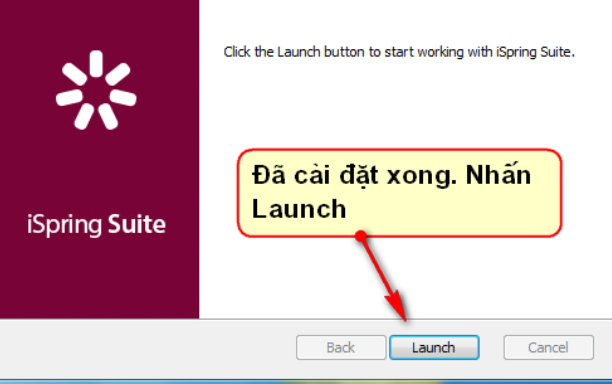 Click the Launch button to start working with iSpring Suite.
Đã cài đặt xong. Nhấn
Launch
iSpring Suite
Back
Launch
Cancel